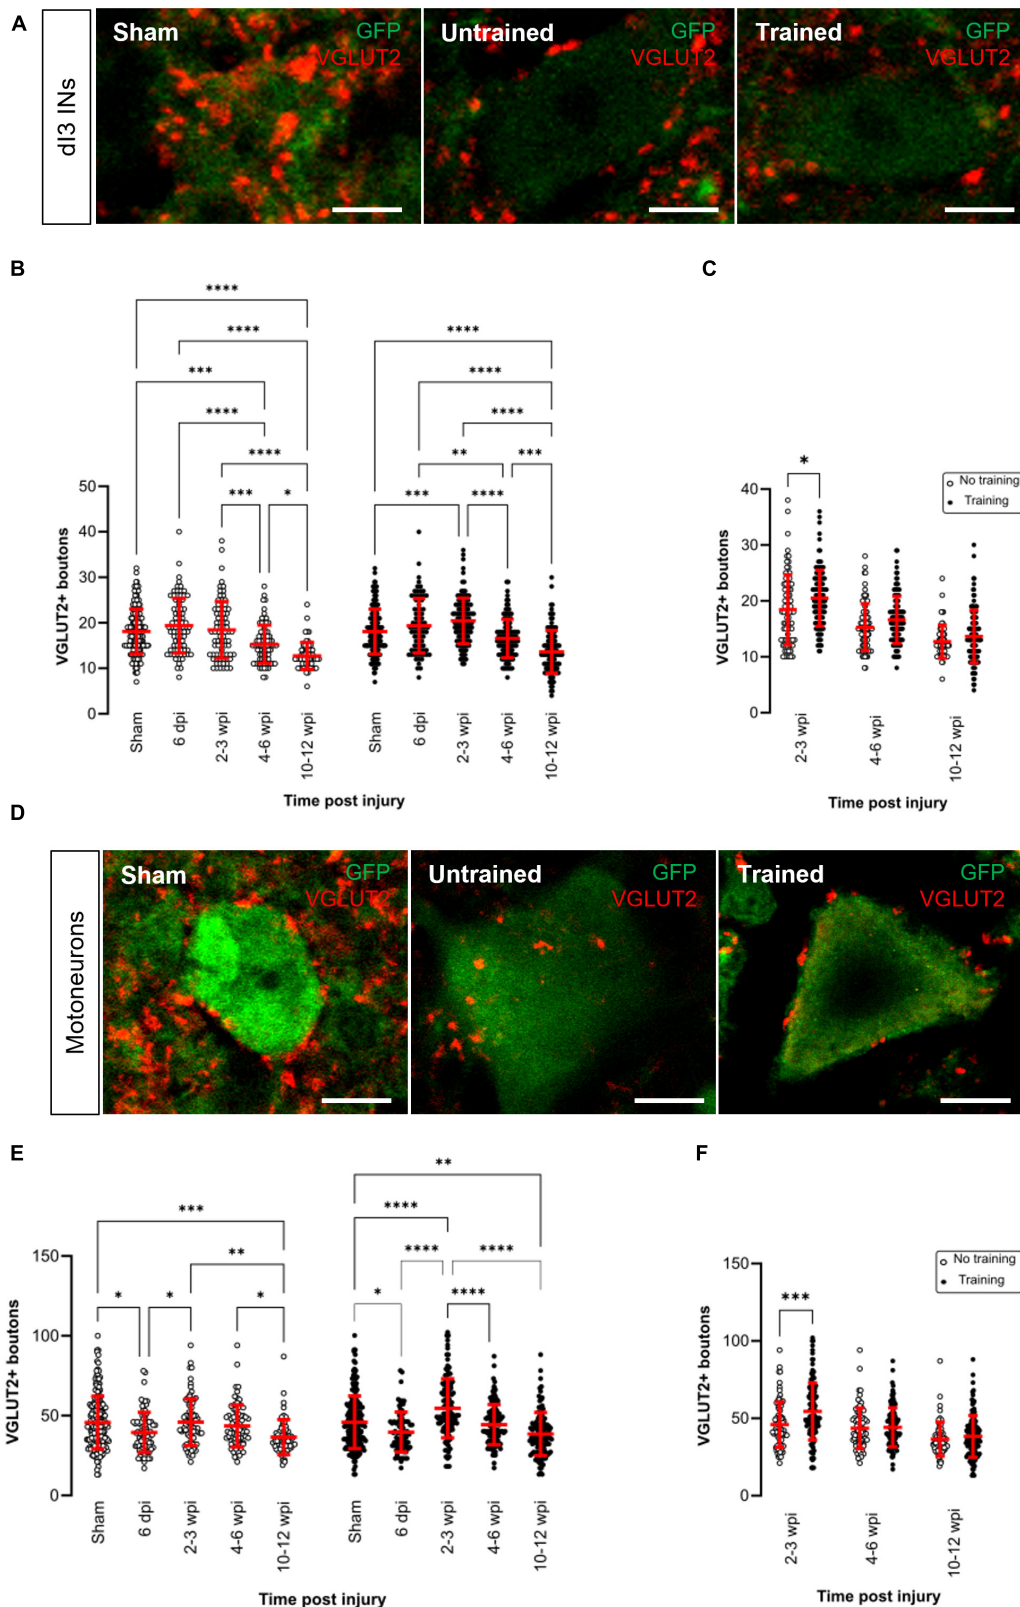 A
dI3 INs
Sham
GFP
VGLUT2
Untrained
GFP
VGLUT2
Trained
GFP
VGLUT2
B
****
****
***
****
****
***
*
****
****
****
**
***
***
****
50
40
30
20
10
0
VGLUT2+ boutons
Sham
6 dpi
2-3 wpi
4-6 wpi
10-12 wpi
Sham
6 dpi
2-3 wpi
4-6 wpi
10-12 wpi
Time post injury
C
*
No training
Training
40
30
20
10
0
VGLUT2+ boutons
2-3 wpi
4-6 wpi
10-12 wpi
Time post injury
D
Motoneurons
Sham
GFP
VGLUT2
Untrained
GFP
VGLUT2
Trained
GFP
VGLUT2
E
***
**
*
*
*
**
****
****
****
*
****
150
100
50
0
VGLUT2+ boutons
Sham
6 dpi
2-3 wpi
4-6 wpi
10-12 wpi
Sham
6 dpi
2-3 wpi
4-6 wpi
10-12 wpi
Time post injury
F
***
No training
Training
150
100
50
0
VGLUT2+ boutons
2-3 wpi
4-6 wpi
10-12 wpi
Time post injury